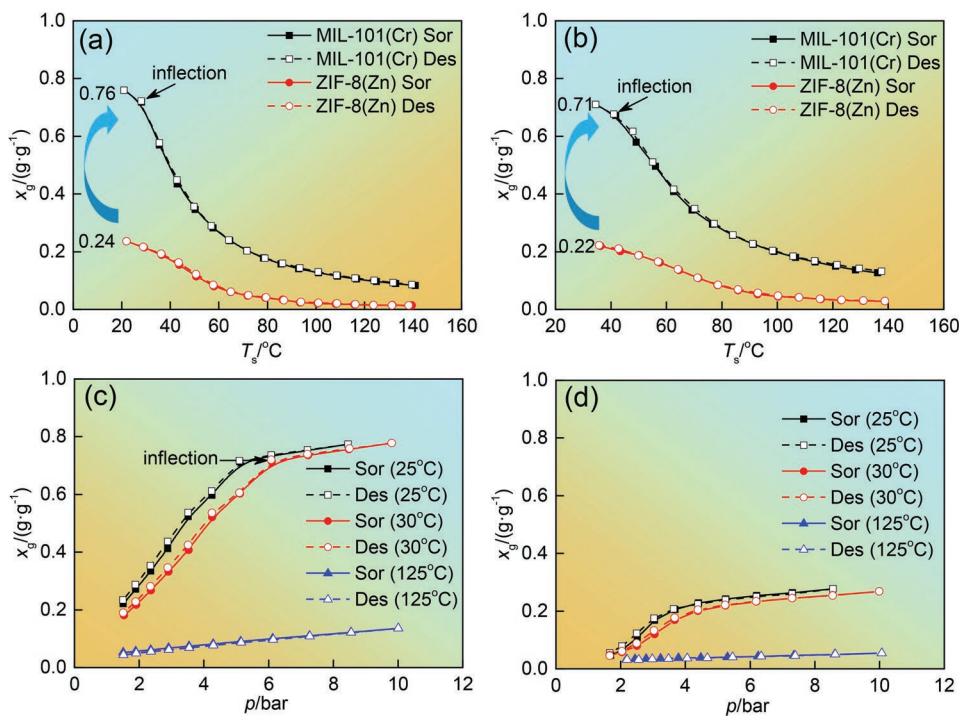 (a)
MIL-101(Cr) Sor
MIL-101(Cr) Des
ZIF-8(Zn) Sor
ZIF-8(Zn) Des
inflection
0.76
0.24
1.0
0.8
0.6
0.4
0.2
0.0
x_g/(g·g⁻¹)
0 20 40 60 80 100 120 140 160
T_s/°C
(b)
MIL-101(Cr) Sor
MIL-101(Cr) Des
ZIF-8(Zn) Sor
ZIF-8(Zn) Des
inflection
0.71
0.22
1.0
0.8
0.6
0.4
0.2
0.0
x_g/(g·g⁻¹)
20 40 60 80 100 120 140 160
T_s/°C
(c)
inflection
Sor (25°C)
Des (25°C)
Sor (30°C)
Des (30°C)
Sor (125°C)
Des (125°C)
1.0
0.8
0.6
0.4
0.2
0.0
x_g/(g·g⁻¹)
0 2 4 6 8 10 12
p/bar
(d)
Sor (25°C)
Des (25°C)
Sor (30°C)
Des (30°C)
Sor (125°C)
Des (125°C)
1.0
0.8
0.6
0.4
0.2
0.0
x_g/(g·g⁻¹)
0 2 4 6 8 10 12
p/bar